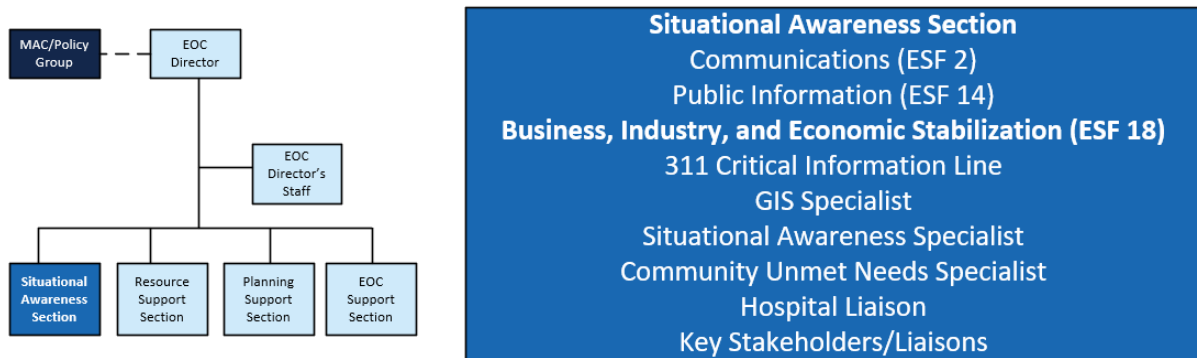 MAC/Policy
Group
EOC
Director
EOC
Director's
Staff
Situational
Awareness
Section
Resource
Support
Section
Planning
Support
Section
EOC
Support
Section
Situational Awareness Section
Communications (ESF 2)
Public Information (ESF 14)
Business, Industry, and Economic Stabilization (ESF 18)
311 Critical Information Line
GIS Specialist
Situational Awareness Specialist
Community Unmet Needs Specialist
Hospital Liaison
Key Stakeholders/Liaisons